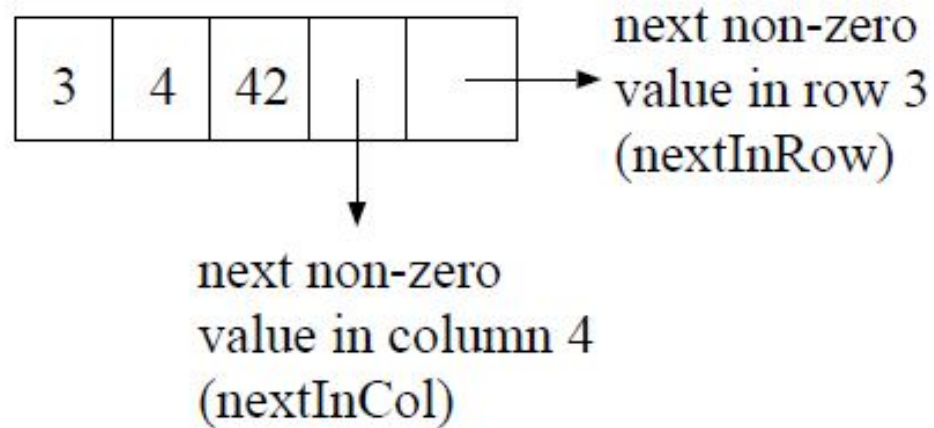 3 4 42
next non-zero
value in row 3
(nextInRow)
next non-zero
value in column 4
(nextInCol)